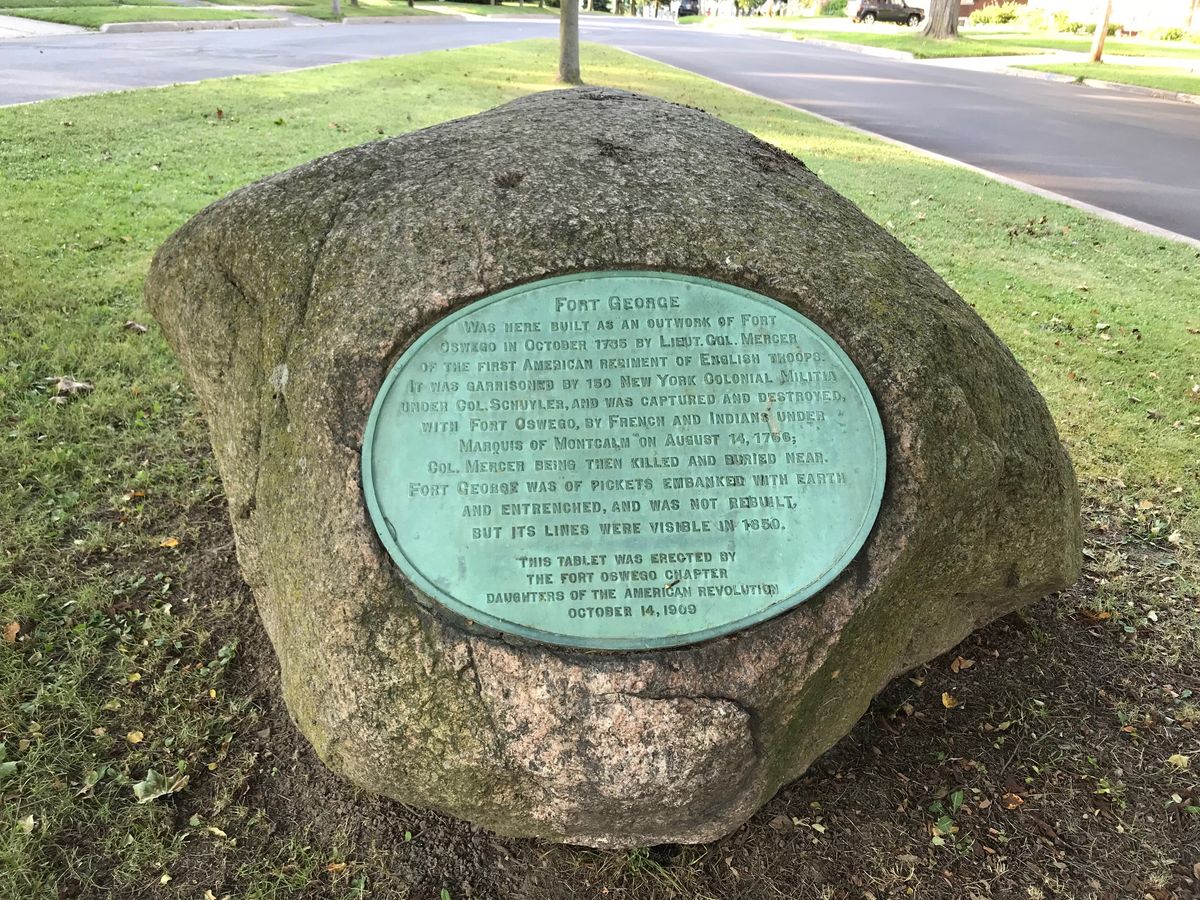 FORT GEORGE
WAS HERE BUILT AS AN OUTWORK OF FORT
OSWEGO IN OCTOBER 1755 BY LIEUT. COL. MERCER
OF THE FIRST AMERICAN REGIMENT OF ENGLISH TROOPS.
IT WAS GARRISONED BY 150 NEW YORK COLONIAL MILITIA
UNDER COL. SCHUYLER, AND WAS CAPTURED AND DESTROYED,
WITH FORT OSWEGO, BY FRENCH AND INDIANS UNDER
MARQUIS OF MONTCALM ON AUGUST 14, 1756;
COL. MERCER BEING THEN KILLED AND BURIED NEAR.
FORT GEORGE WAS OF PICKETS EMBANKED WITH EARTH
AND ENTRENCHED, AND WAS NOT REBUILT,
BUT ITS LINES WERE VISIBLE IN 1850.
THIS TABLET WAS ERECTED BY
THE FORT OSWEGO CHAPTER
DAUGHTERS OF THE AMERICAN REVOLUTION
OCTOBER 14, 1909